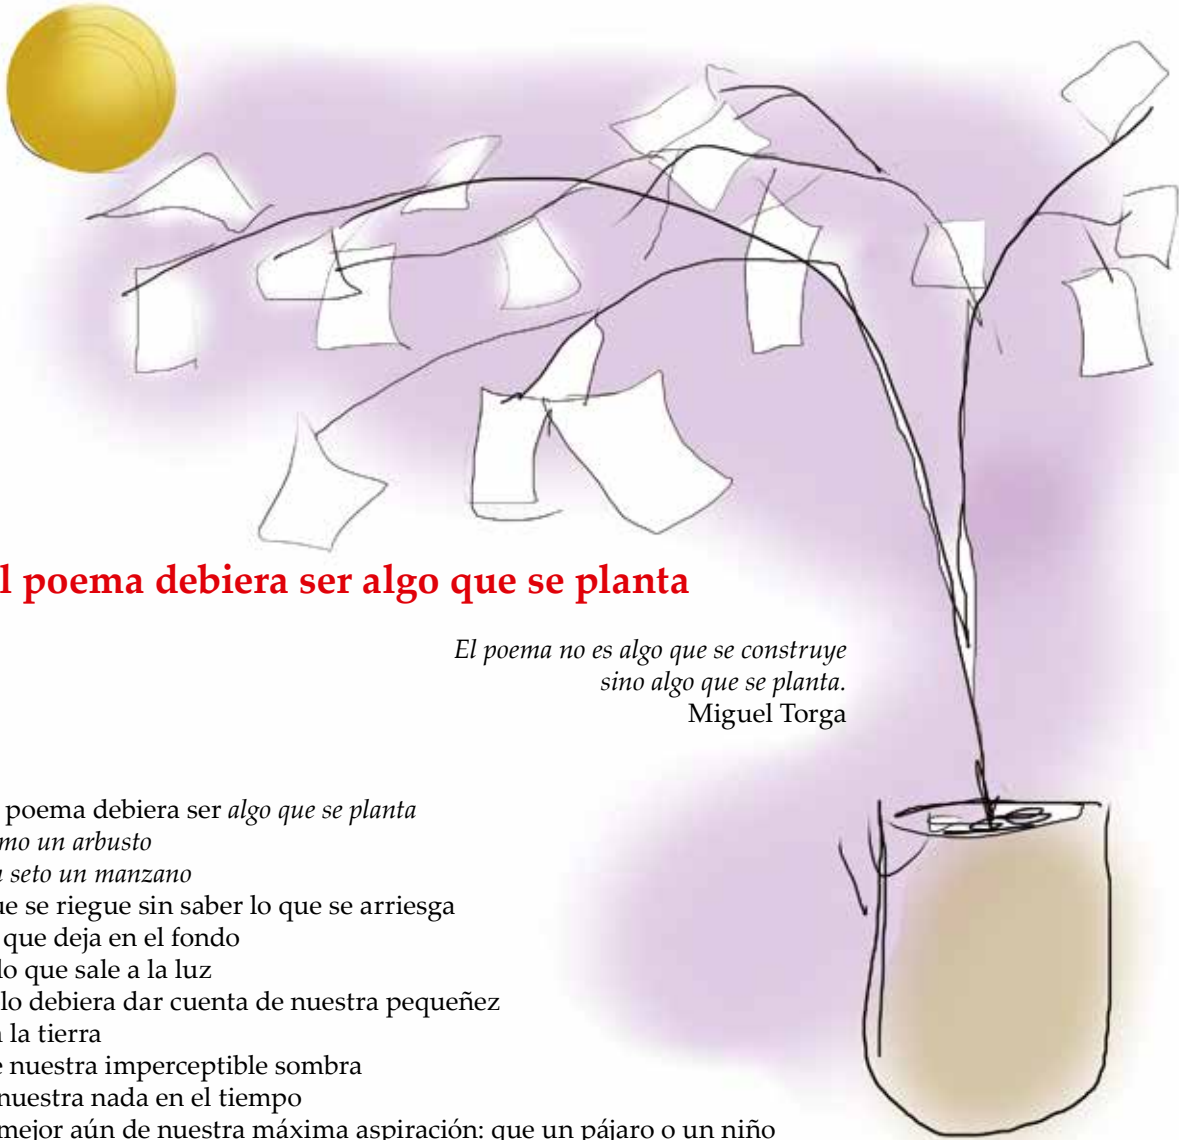 l poema debiera ser algo que se planta
El poema no es algo que se construye
sino algo que se planta.
Miguel Torga
poema debiera ser algo que se planta
mo un arbusto
seto un manzano
ue se riegue sin saber lo que se arriesga
que deja en el fondo
lo que sale a la luz
lo debiera dar cuenta de nuestra pequeñez
la tierra
e nuestra imperceptible sombra
nuestra nada en el tiempo
mejor aún de nuestra máxima aspiración: que un pájaro o un niño